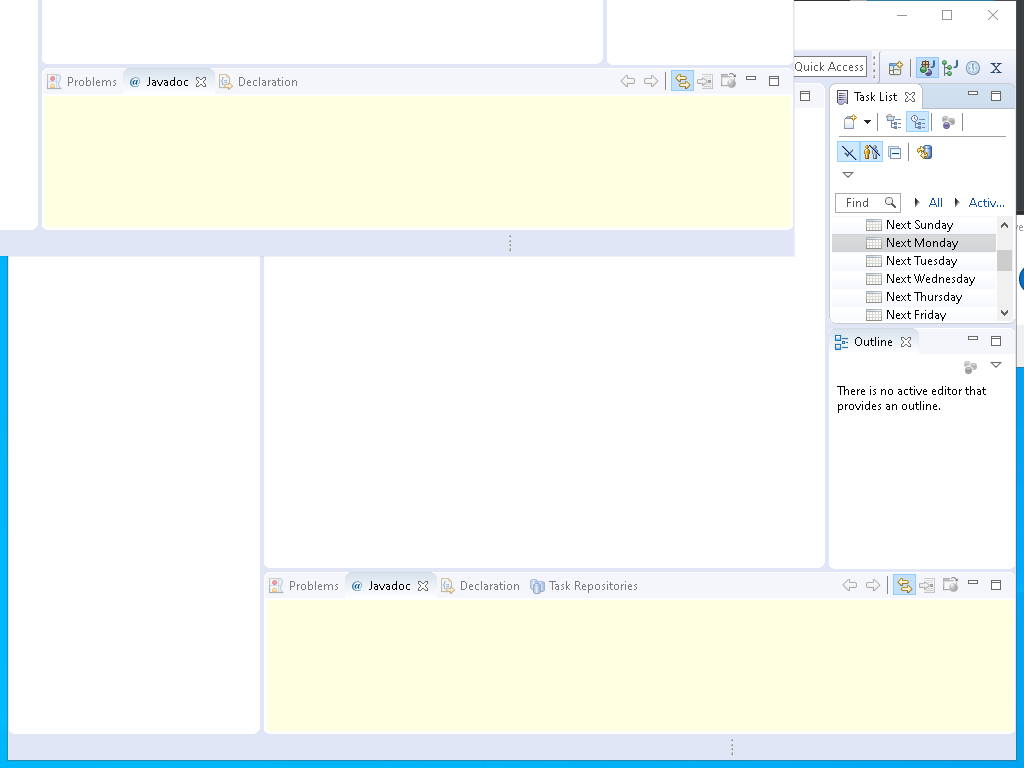 Problems @ Javadoc Declaration
Quick Access
Task List
Find All Activ...
Next Sunday
Next Monday
Next Tuesday
Next Wednesday
Next Thursday
Next Friday
Outline
There is no active editor that
provides an outline.
Problems @ Javadoc Declaration Task Repositories